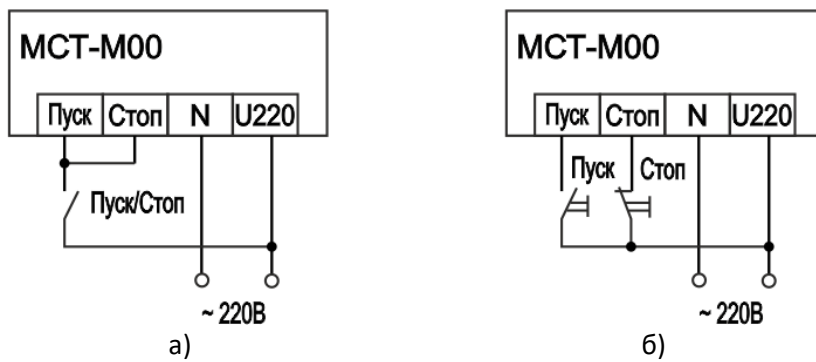 МСТ-М00
Пуск Стоп N U220
Пуск/Стоп
~ 220В
а)
МСТ-М00
Пуск Стоп N U220
Пуск Стоп
~ 220В
б)